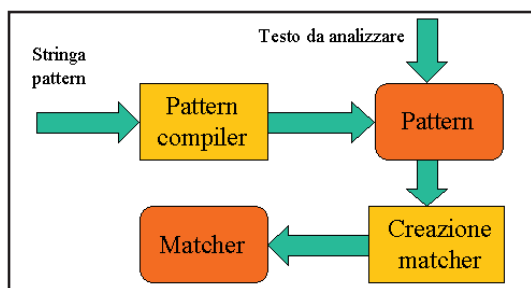 Testo da analizzare
Stringa
pattern
Pattern
compiler
Pattern
Creazione
matcher
Matcher